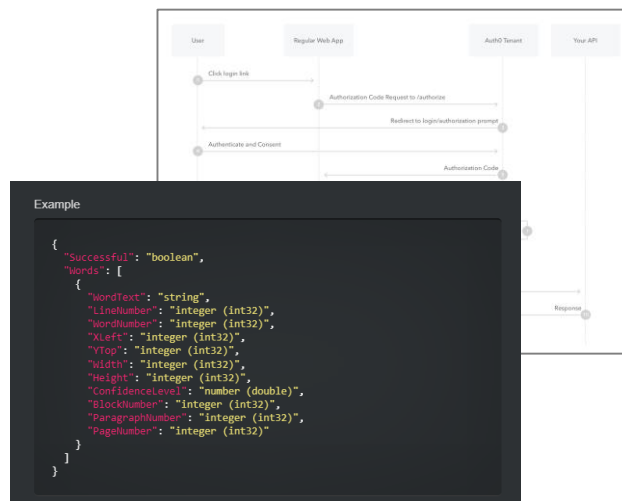 User
Regular Web App
Auth0 Tenant
Your API
Click login link
Authorization Code Request to /authorize
Redirect to login/authorization prompt
Authenticate and Consent
Authorization Code
Response
Example
{
"Successful": "boolean",
"Words": [
{
"WordText": "string",
"LineNumber": "integer (int32)",
"WordNumber": "integer (int32)",
"XLeft": "integer (int32)",
"YTop": "integer (int32)",
"Width": "integer (int32)",
"Height": "integer (int32)",
"ConfidenceLevel": "number (double)",
"BlockNumber": "integer (int32)",
"ParagraphNumber": "integer (int32)",
"PageNumber": "integer (int32)"
}
]
}